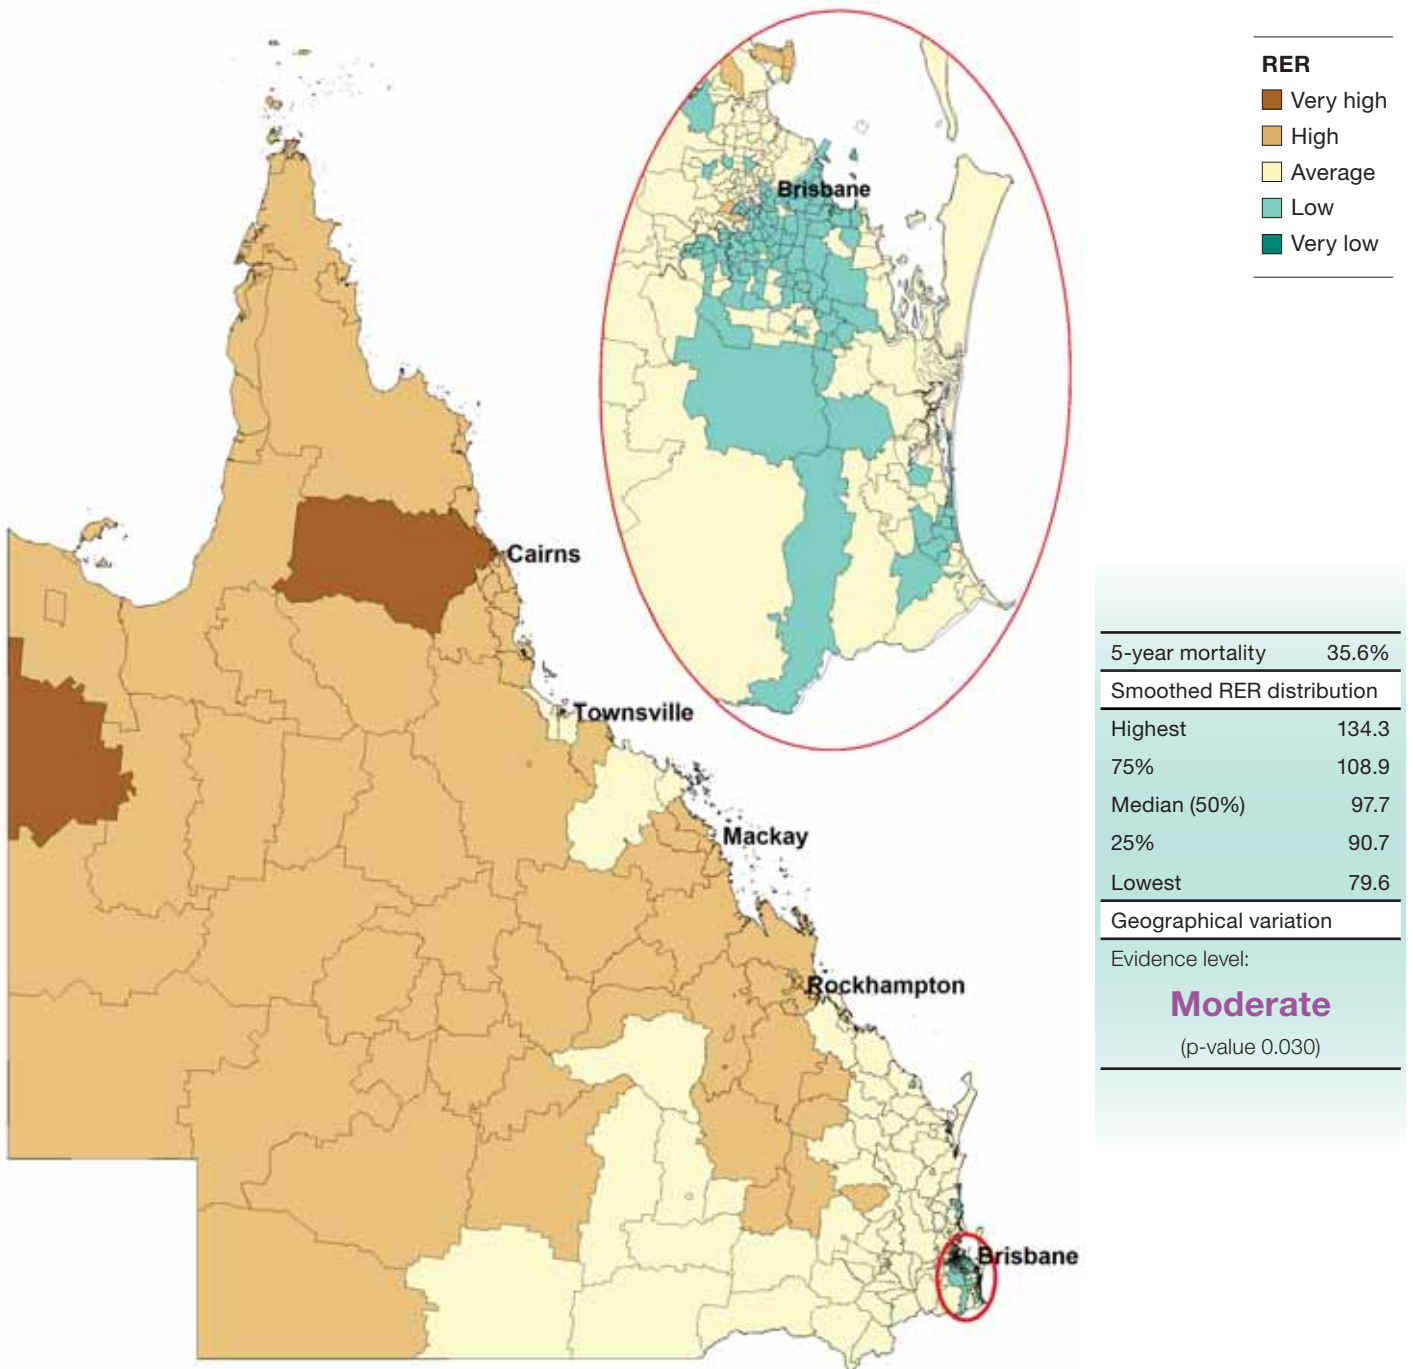 RER
Very high
High
Average
Low
Very low
Brisbane
Cairns
Townsville
Mackay
Rockhampton
Brisbane
5-year mortality 35.6%
Smoothed RER distribution
Highest 134.3
75% 108.9
Median (50%) 97.7
25% 90.7
Lowest 79.6
Geographical variation
Evidence level:
Moderate
(p-value 0.030)